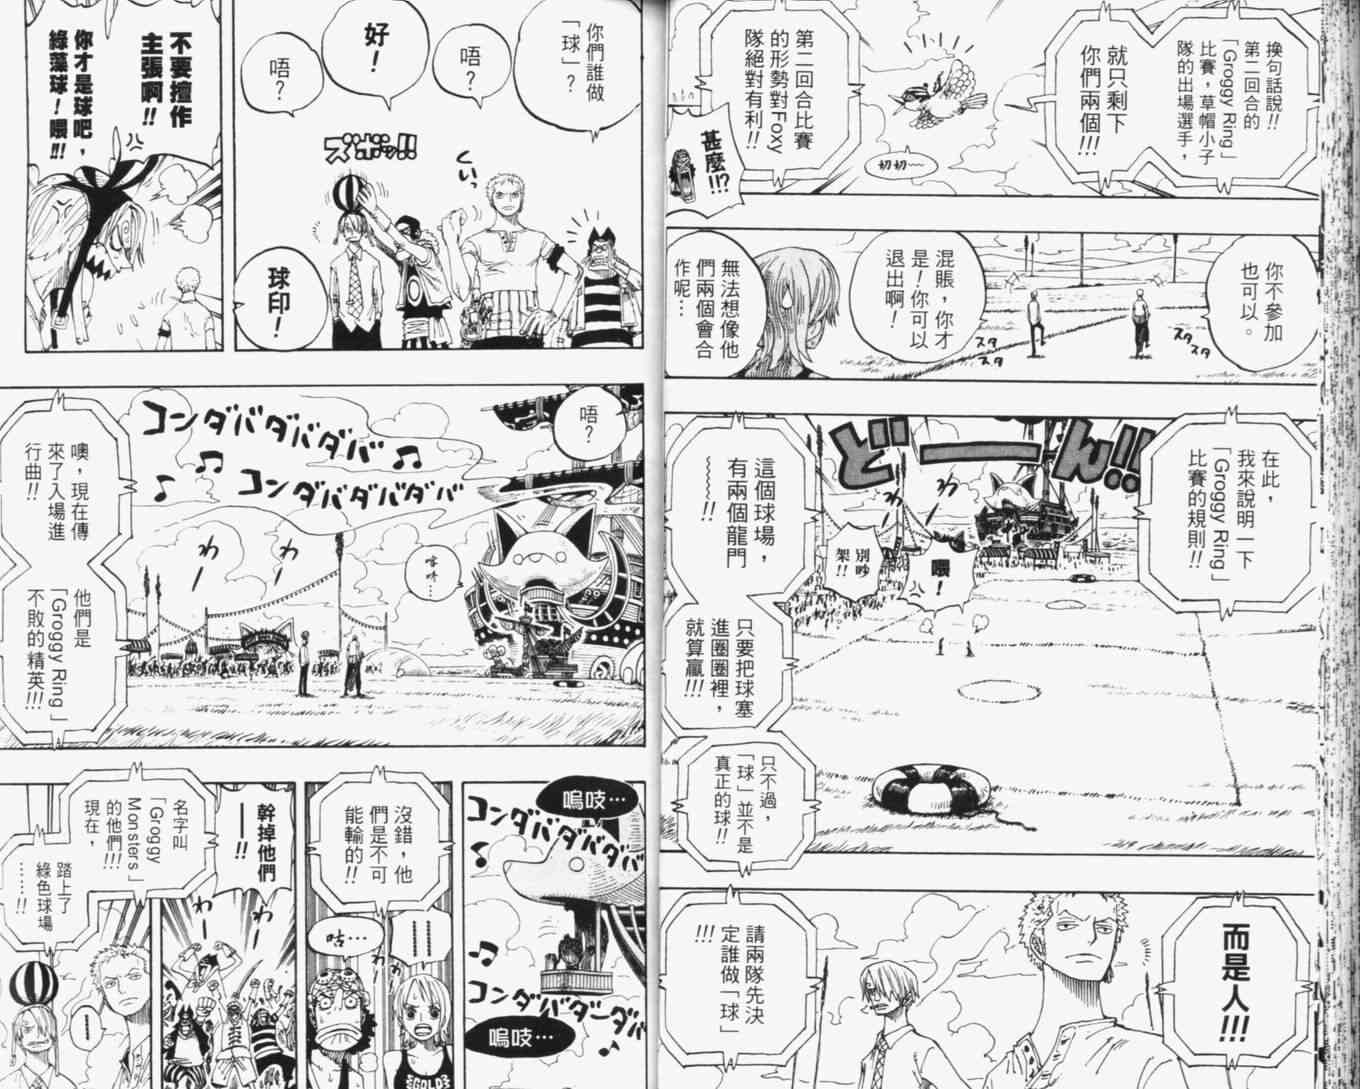 換句話說!!
第二回合的
「Groggy Ring」
比賽，草帽小子
隊的出場選手，
就只剩下
你們兩個!!!
第二回合比賽
的形勢對Foxy
隊絕對有利!!
甚麼!!?
你不參加
也可以。
スタ
スタ
スタ
スタ
混賬，你才
是！你可以
退出啊！
無法想像他
們兩個會合
作呢…
在此，
我來說明一下
「Groggy Ring」
比賽的規則!!
どーーん!!
わー
わー
喂！
別吵
架!!
這個球場，
有兩個龍門
～～～～!!
只要把球塞
進圈圈裡，
就算贏!!!
只不過，
「球」並不是
真正的球!!
而是人!!!
請兩隊先決
定誰做「球」
!!!
你們誰做
「球」？
唔？
好！
唔？
ズボッ!!
くいっ
球印！
不要擅作
主張啊!!
你才是球吧，
綠藻球！喂!!!
唔？
コンダバダバダバ♪
♪コンダバダバダバ
わー
わー
噢，現在傳
來了入場進
行曲!!
他們是
「Groggy Ring」
不敗的精英!!!
嗚吱…
コンダバダバダバ
♪
♪
コンダバダーダバ
♪
嗚吱…
沒錯，他
們是不可
能輸的!!
咕…
わわ
GOLD
幹掉他們
ー!!
わー
わー
名字叫
「Groggy
Monsters」
的他們!!!
現在，
踏上了
綠色球場
……!!